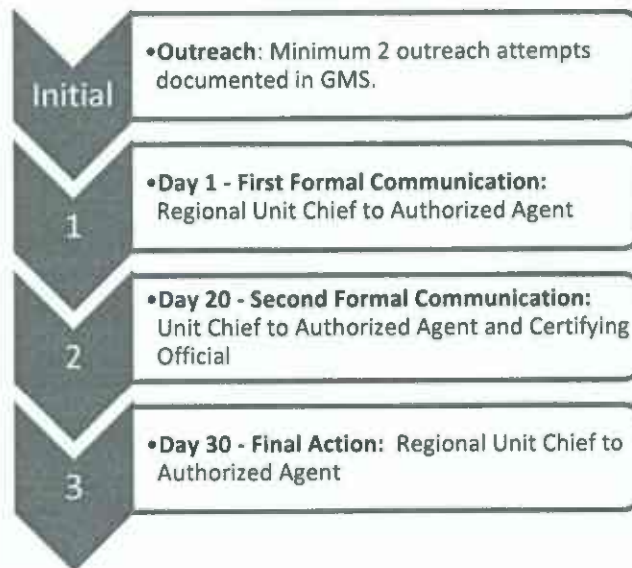 Initial
•Outreach: Minimum 2 outreach attempts
documented in GMS.
1
•Day 1 - First Formal Communication:
Regional Unit Chief to Authorized Agent
2
•Day 20 - Second Formal Communication:
Unit Chief to Authorized Agent and Certifying
Official
3
•Day 30 - Final Action: Regional Unit Chief to
Authorized Agent